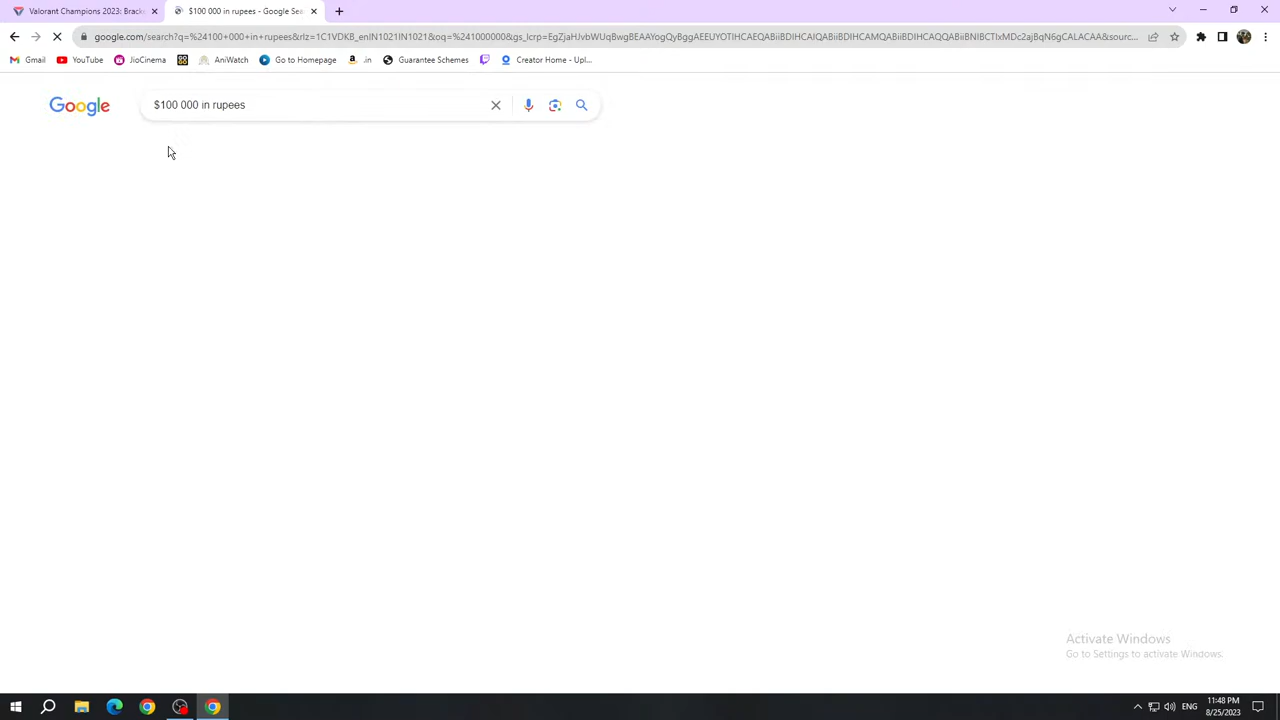 Valorant Champions 2023: Brack
$100 000 in rupees - Google Sea
google.com/search?q=%24100+000+in+rupees&rlz=1C1VDKB_enIN1021IN1021&oq=%241000000&gs_lcrp=EgZjaHJvbWUqBwgBEAAYogQyBggAEEUYOTIHCAEQABiiBDIHCAIQABiiBDIHCAMQABiiBDIHCAQQABiiBNIBCTIxMDc2ajBqN6gCALACAA&sourc...
Gmail
YouTube
JioCinema
AniWatch
Go to Homepage
.in
Guarantee Schemes
Creator Home - Upl...
Google
$100 000 in rupees
Activate Windows
Go to Settings to activate Windows.
ENG
11:48 PM
8/25/2023